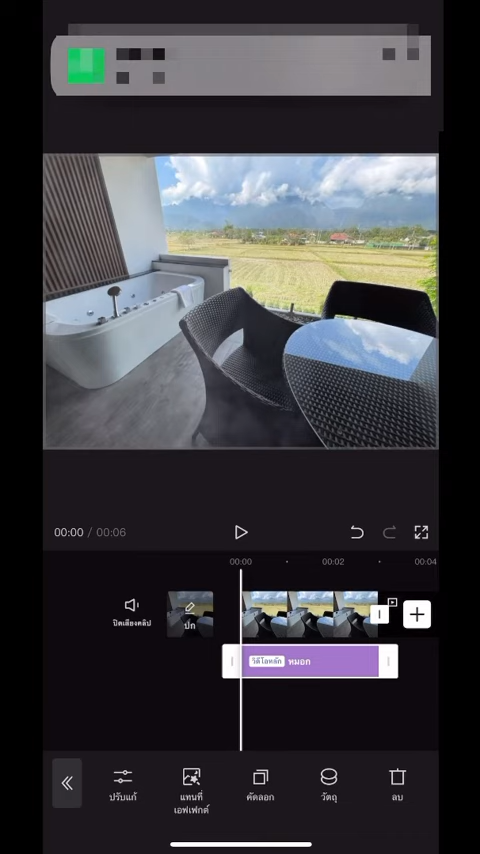 00:00 / 00:06
00:00 00:02 00:04
ปิดเสียงคลิป
ปก
วิดีโอหลัก หมอก
ปรับแก้ แทนที่ คัดลอก วัตถุ ลบ
เอฟเฟกต์